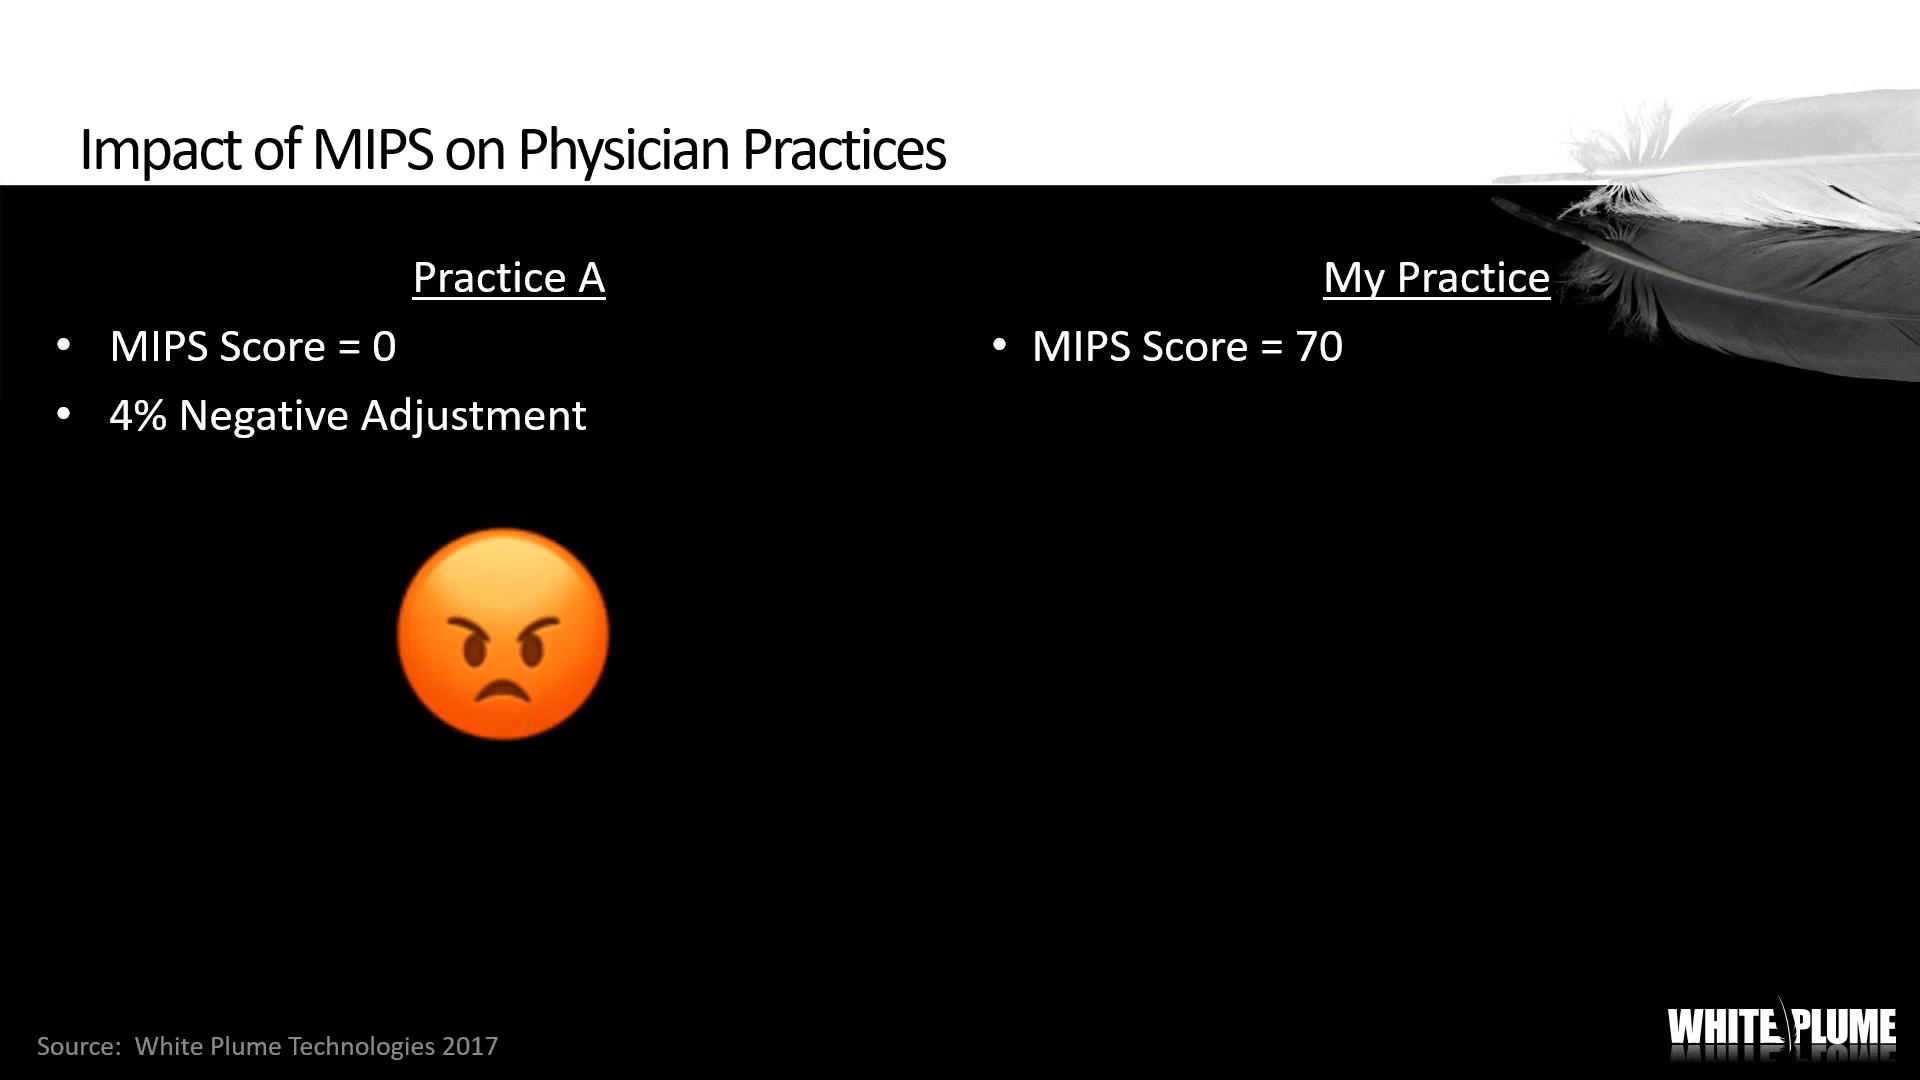 Impact of MIPS on Physician Practices
Practice A
• MIPS Score = 0
• 4% Negative Adjustment
My Practice
• MIPS Score = 70
Source: White Plume Technologies 2017
WHITE PLUME